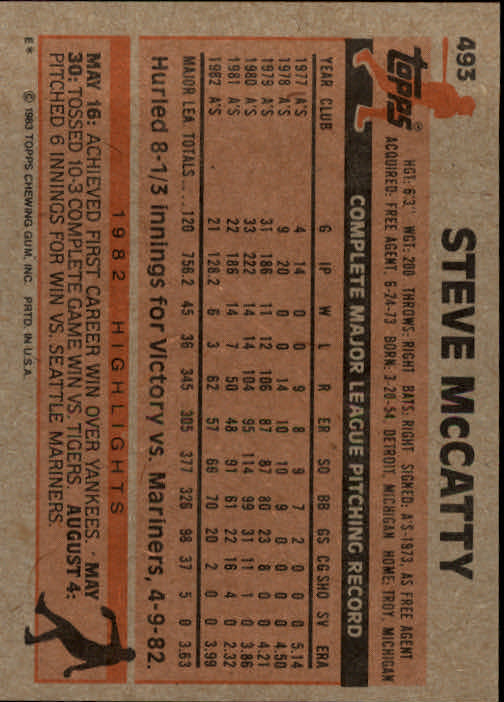 493
STEVE McCATTY
topps®
HGT: 6'3" WGT: 200 THROWS: RIGHT BATS: RIGHT SIGNED: A'S-1973, AS FREE AGENT
ACQUIRED: FREE AGENT, 6-24-73 BORN: 3-20-54, DETROIT, MICHIGAN HOME: TROY, MICHIGAN
COMPLETE MAJOR LEAGUE PITCHING RECORD
YEAR CLUB G IP W L R ER SO BB GS CG SHO SV ERA
1977 A'S 4 14 0 0 9 8 9 7 2 0 0 0 5.14
1978 A'S 9 20 0 0 14 10 10 9 0 0 0 0 4.50
1979 A'S 31 186 11 12 106 87 87 80 23 8 0 0 4.21
1980 A'S 33 222 14 14 104 95 114 99 31 11 1 0 3.86
1981 A'S 22 186 14 7 50 48 91 61 22 16 4 0 2.32
1982 A'S 21 128.2 6 3 62 57 66 70 20 2 0 0 3.99
MAJOR LEA. TOTALS..... 120 756.2 45 36 345 305 377 326 98 37 5 0 3.63
Hurled 8-1/3 innings for Victory vs. Mariners, 4-9-82.
1982 HIGHLIGHTS
MAY 16: ACHIEVED FIRST CAREER WIN OVER YANKEES. · MAY
30: TOSSED 10-3 COMPLETE GAME WIN VS. TIGERS. AUGUST 4:
PITCHED 6 INNINGS FOR WIN VS. SEATTLE MARINERS.
E* © 1983 TOPPS CHEWING GUM, INC. PRTD. IN U.S.A.